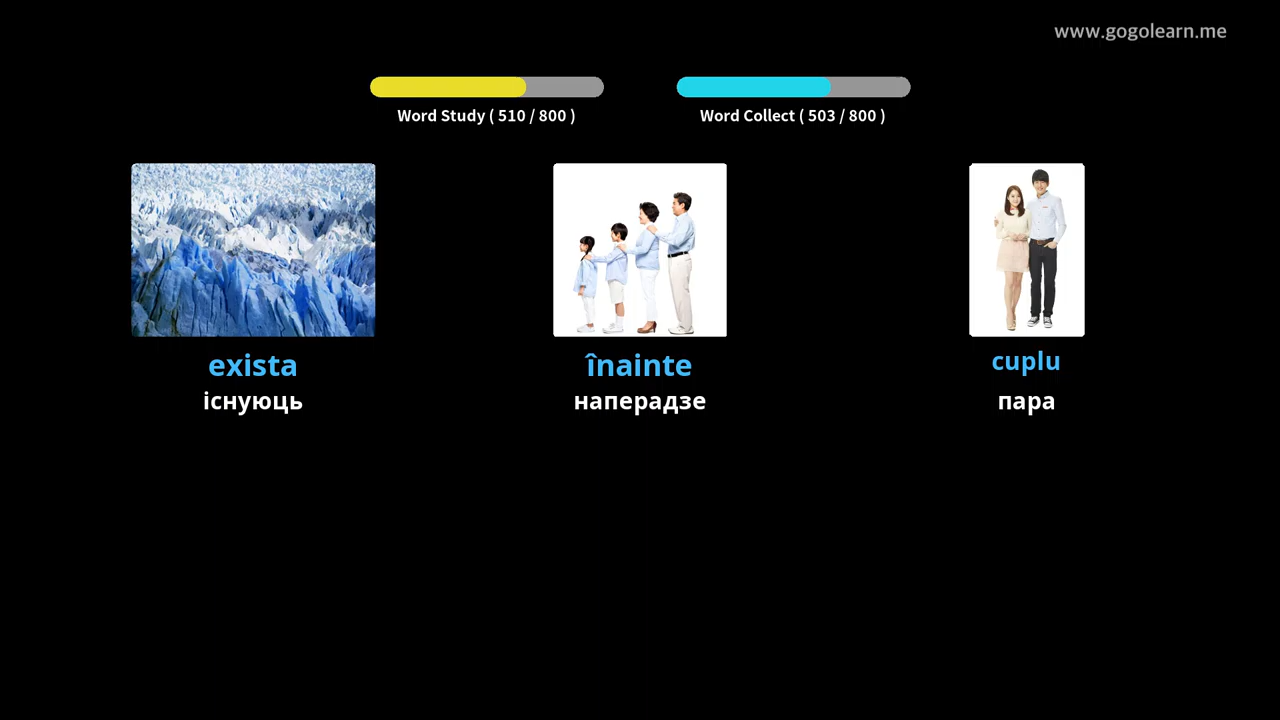 www.gogolearn.me
Word Study ( 510 / 800 )
Word Collect ( 503 / 800 )
exista
існуюць
înainte
наперадзе
cuplu
пара